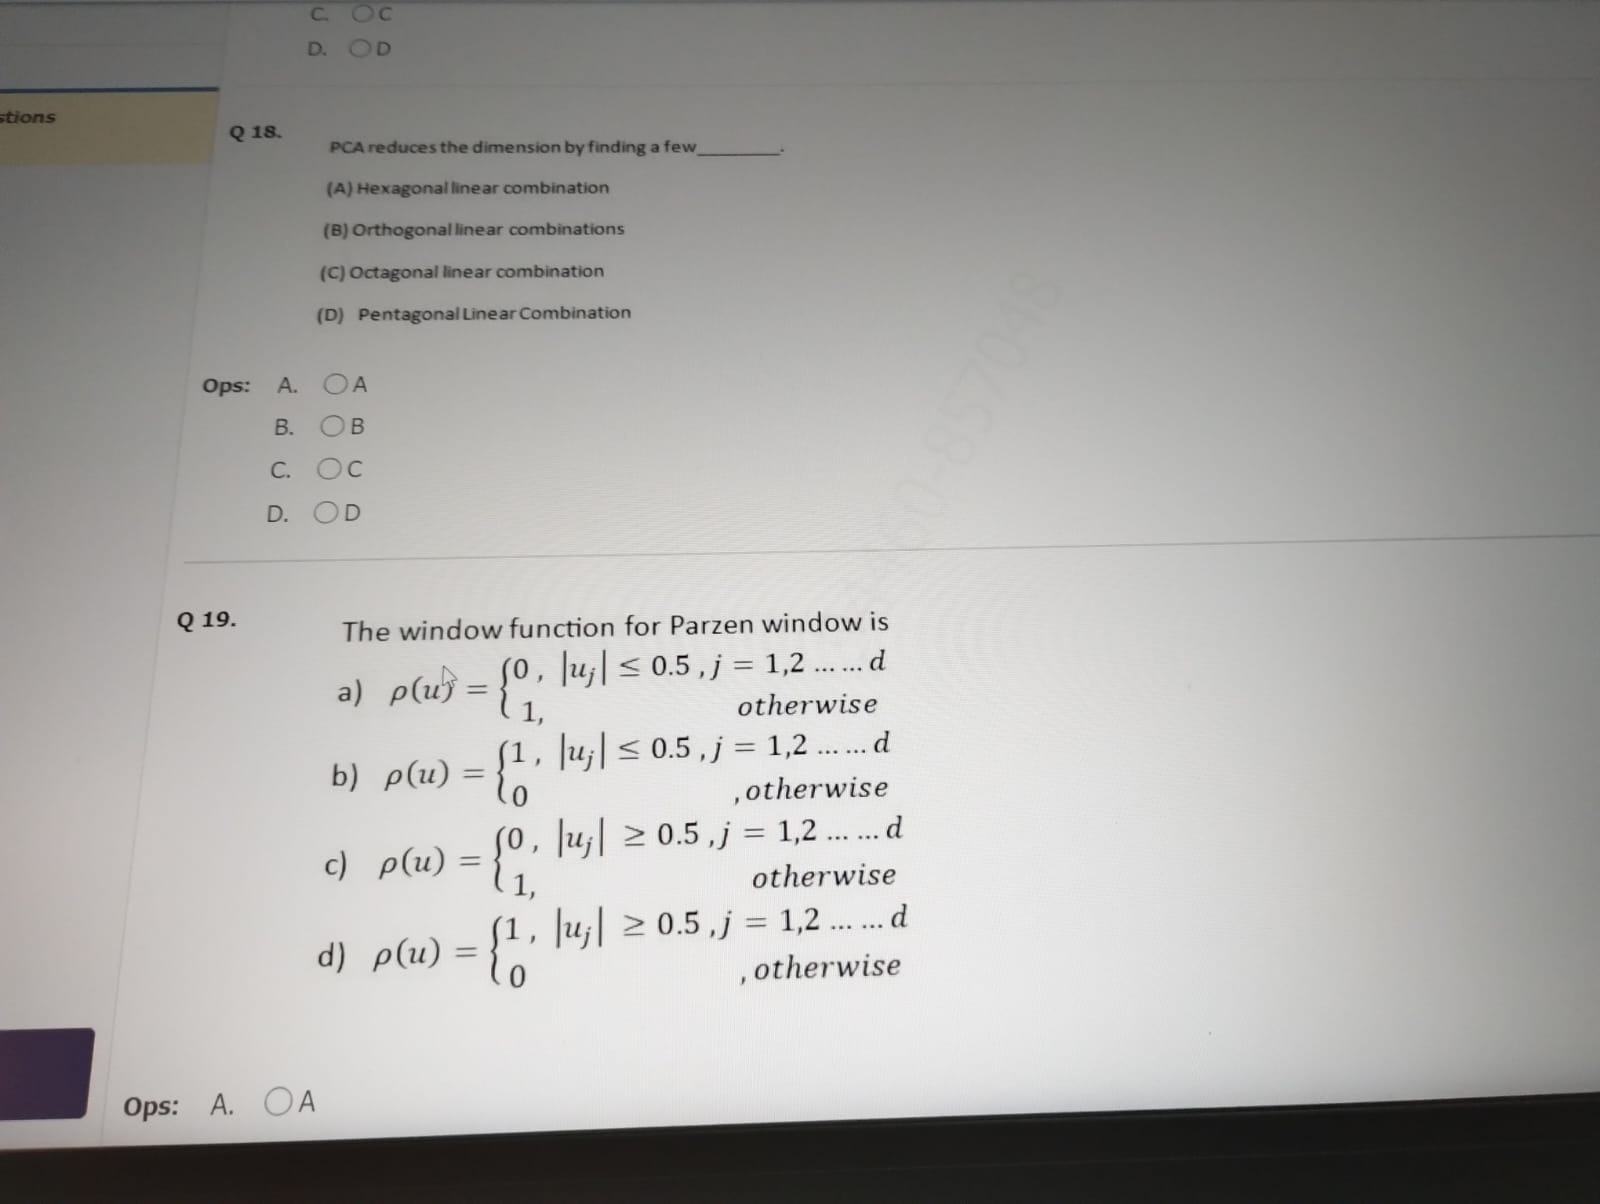 C. C
D. D
stions
Q 18.
PCA reduces the dimension by finding a few________.
(A) Hexagonal linear combination
(B) Orthogonal linear combinations
(C) Octagonal linear combination
(D) Pentagonal Linear Combination
Ops: A. A
B. B
C. C
D. D
Q 19.
The window function for Parzen window is
a) ρ(u) = {0, |uⱼ| ≤ 0.5 , j = 1,2 ... ... d
1, otherwise
b) ρ(u) = {1, |uⱼ| ≤ 0.5 , j = 1,2 ... ... d
0 , otherwise
c) ρ(u) = {0, |uⱼ| ≥ 0.5 , j = 1,2 ... ... d
1, otherwise
d) ρ(u) = {1, |uⱼ| ≥ 0.5 , j = 1,2 ... ... d
0 , otherwise
Ops: A. A